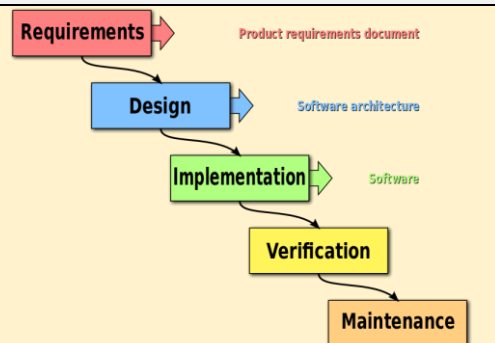 Requirements
Product requirements document
Design
Software architecture
Implementation
Software
Verification
Maintenance